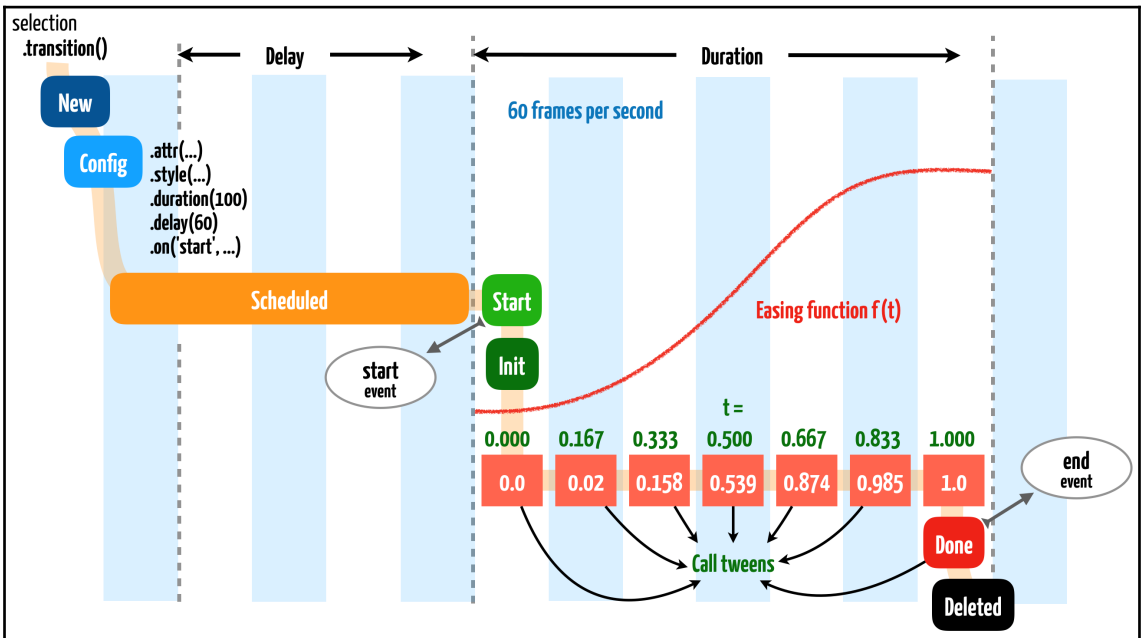 selection
.transition()
Delay
Duration
New
60 frames per second
Config
.attr(...)
.style(...)
.duration(100)
.delay(60)
.on('start', ...)
Scheduled
Start
Easing function f (t)
Init
start
event
t =
0.000 0.167 0.333 0.500 0.667 0.833 1.000
0.0 0.02 0.158 0.539 0.874 0.985 1.0
end
event
Done
Call tweens
Deleted